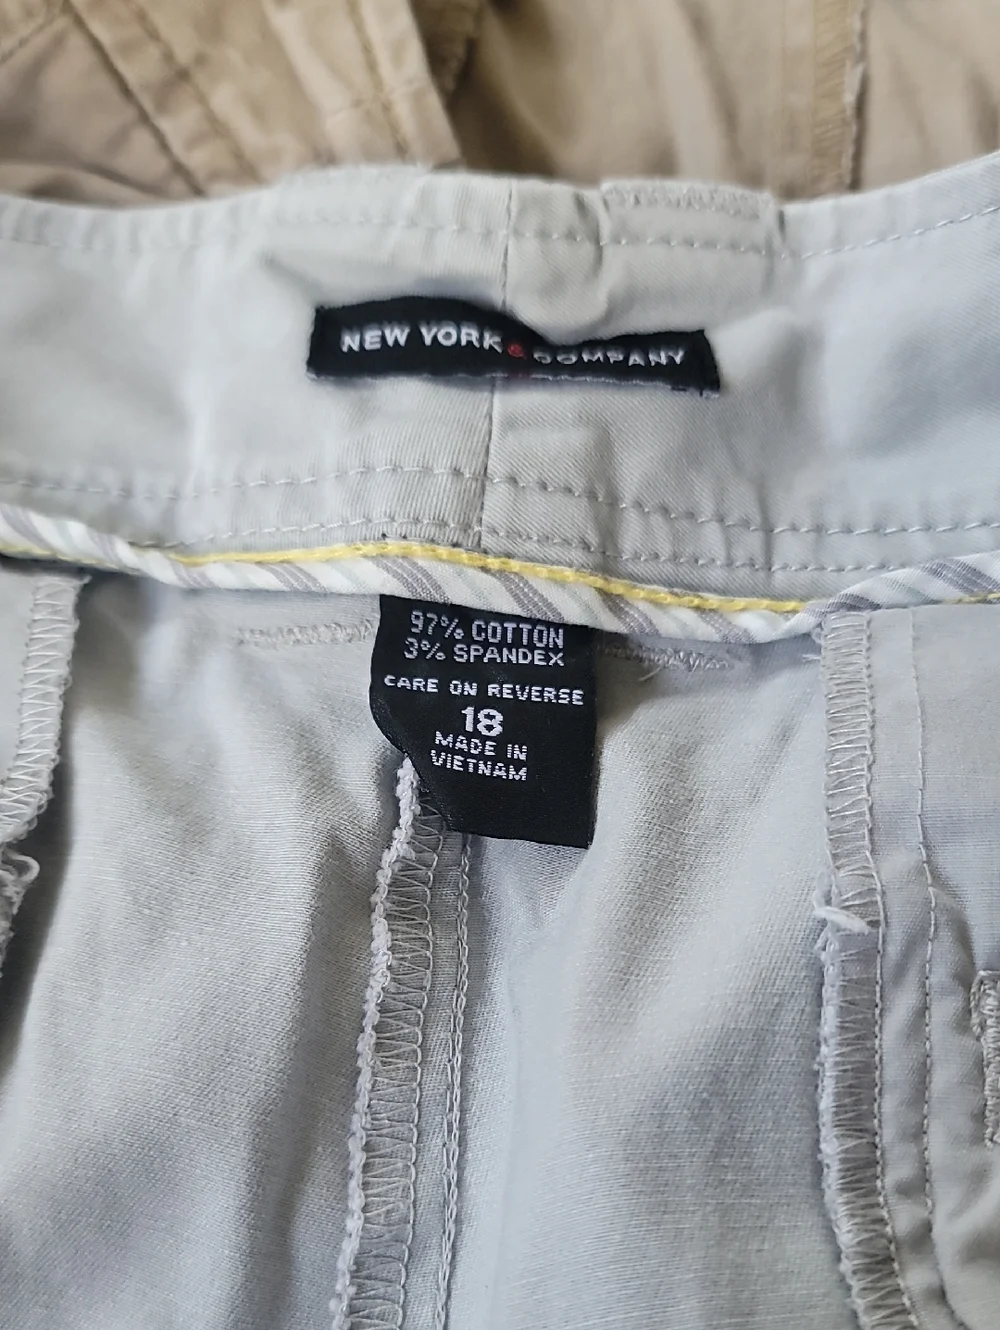 NEW YORK & COMPANY
97% COTTON
3% SPANDEX
CARE ON REVERSE
18
MADE IN
VIETNAM